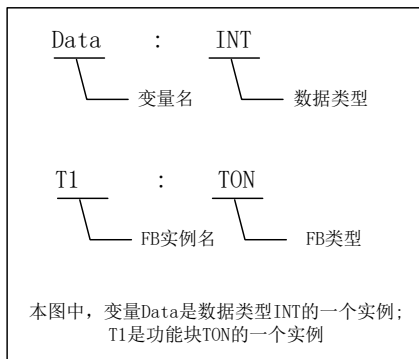 Data : INT
变量名 数据类型
T1 : TON
FB实例名 FB类型
本图中，变量Data是数据类型INT的一个实例;
T1是功能块TON的一个实例